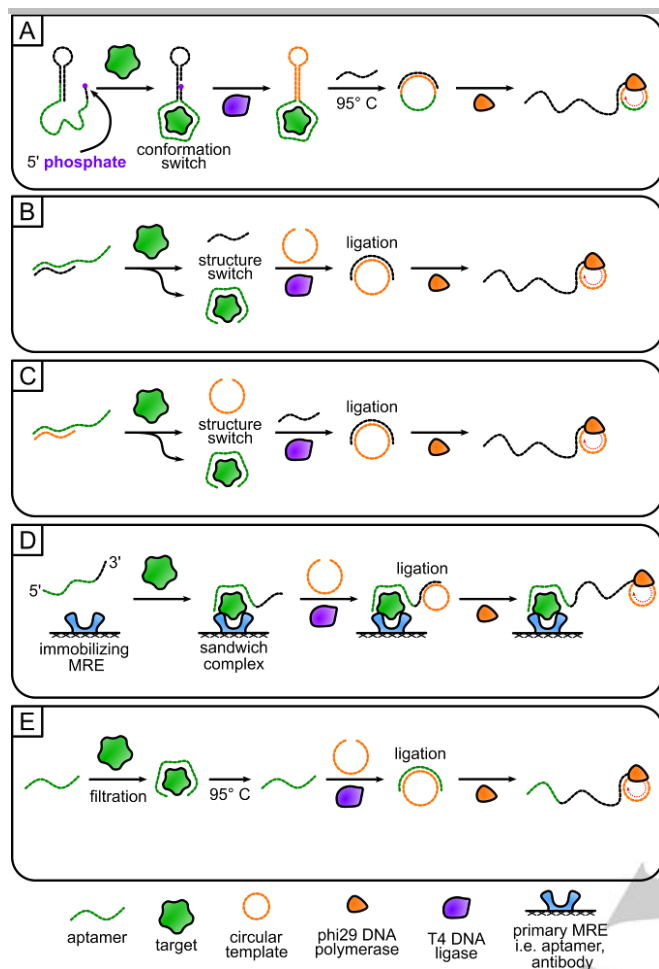 A
5' phosphate
conformation
switch
95° C
B
structure
switch
ligation
C
structure
switch
ligation
D
5'
3'
immobilizing
MRE
sandwich
complex
ligation
E
filtration
95° C
ligation
aptamer
target
circular
template
phi29 DNA
polymerase
T4 DNA
ligase
primary MRE
i.e. aptamer,
antibody